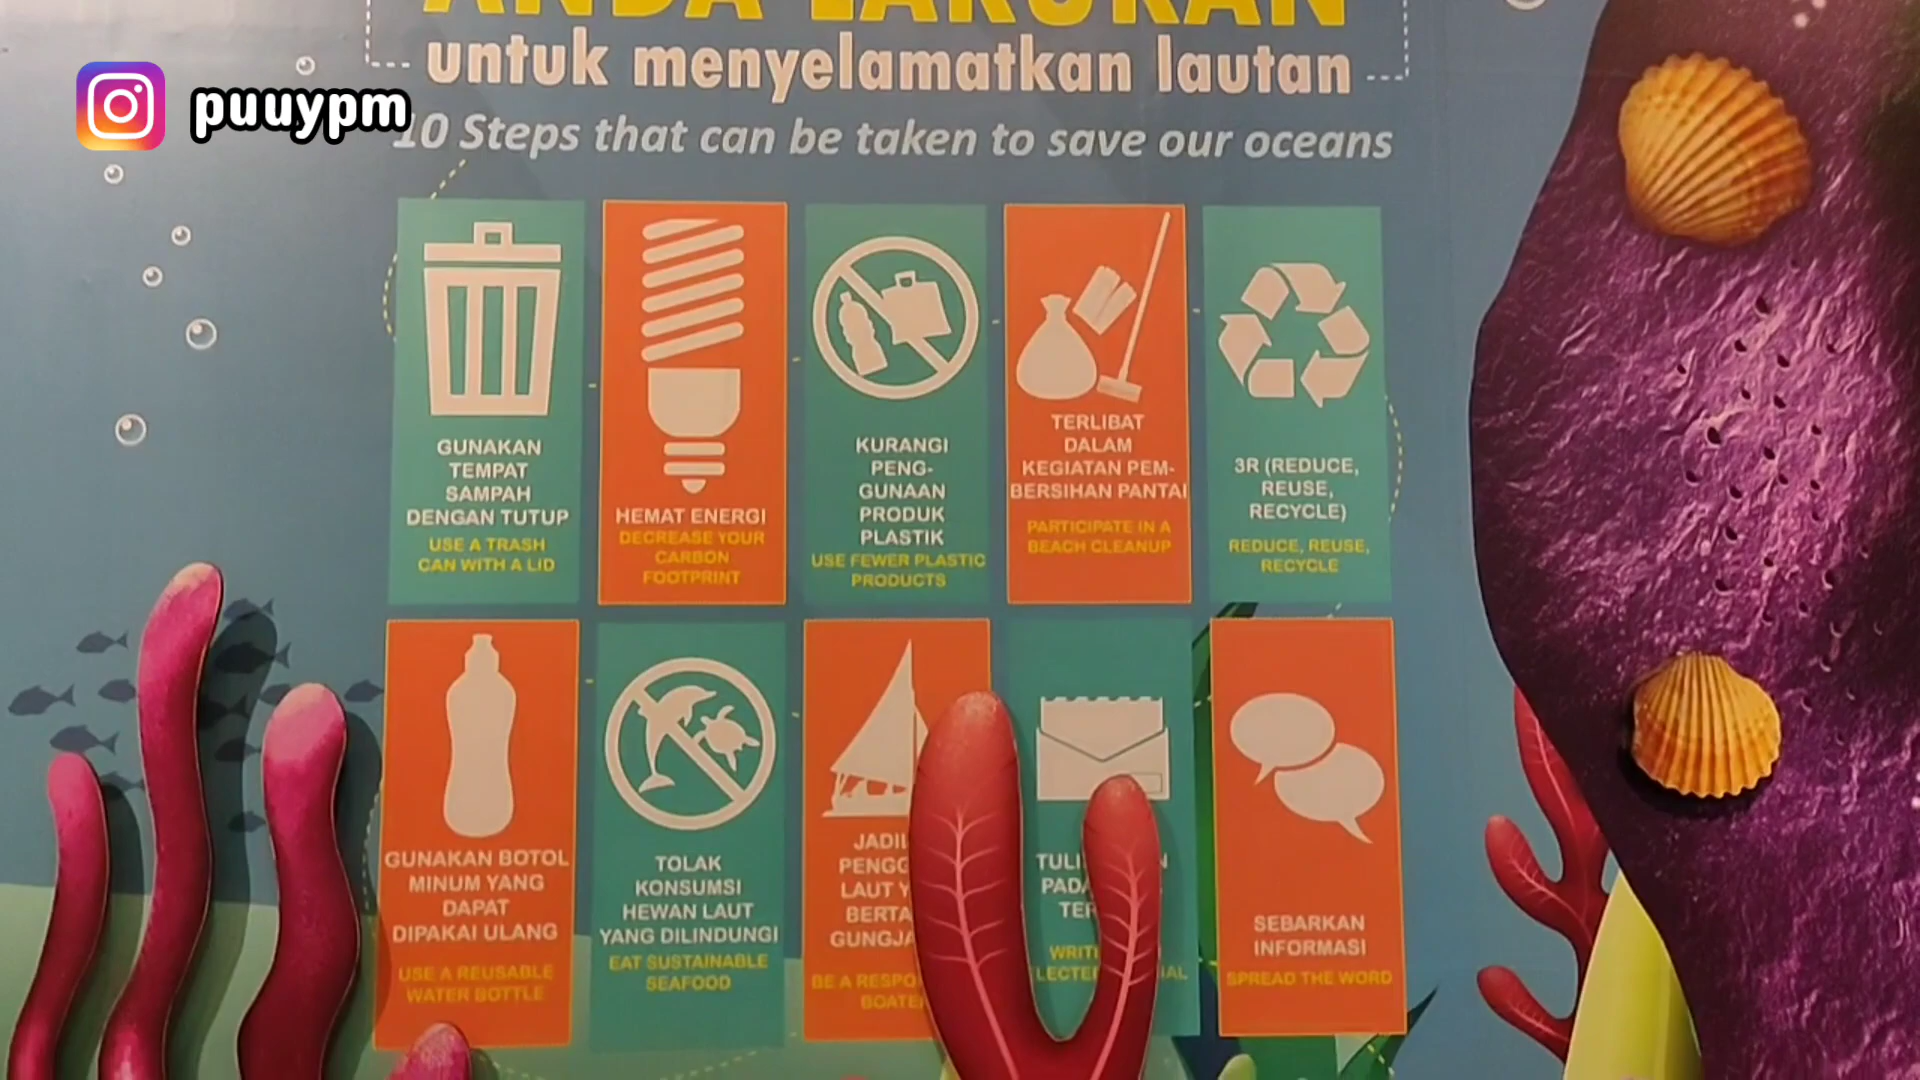 ANDA LAKUKAN
untuk menyelamatkan lautan
puuypm
10 Steps that can be taken to save our oceans
GUNAKAN
TEMPAT
SAMPAH
DENGAN TUTUP
USE A TRASH
CAN WITH A LID
HEMAT ENERGI
DECREASE YOUR
CARBON
FOOTPRINT
KURANGI
PENG-
GUNAAN
PRODUK
PLASTIK
USE FEWER PLASTIC
PRODUCTS
TERLIBAT
DALAM
KEGIATAN PEM-
BERSIHAN PANTAI
PARTICIPATE IN A
BEACH CLEANUP
3R (REDUCE,
REUSE,
RECYCLE)
REDUCE, REUSE,
RECYCLE
GUNAKAN BOTOL
MINUM YANG
DAPAT
DIPAKAI ULANG
USE A REUSABLE
WATER BOTTLE
TOLAK
KONSUMSI
HEWAN LAUT
YANG DILINDUNGI
EAT SUSTAINABLE
SEAFOOD
LAUT
BE A
SEBARKAN
INFORMASI
SPREAD THE WORD